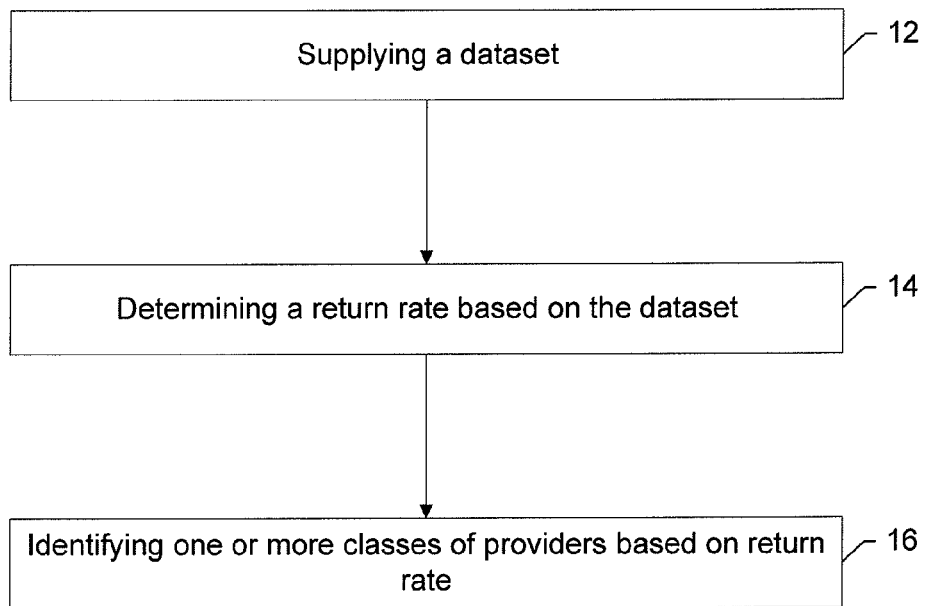 Supplying a dataset
12
Determining a return rate based on the dataset
14
Identifying one or more classes of providers based on return
rate
16